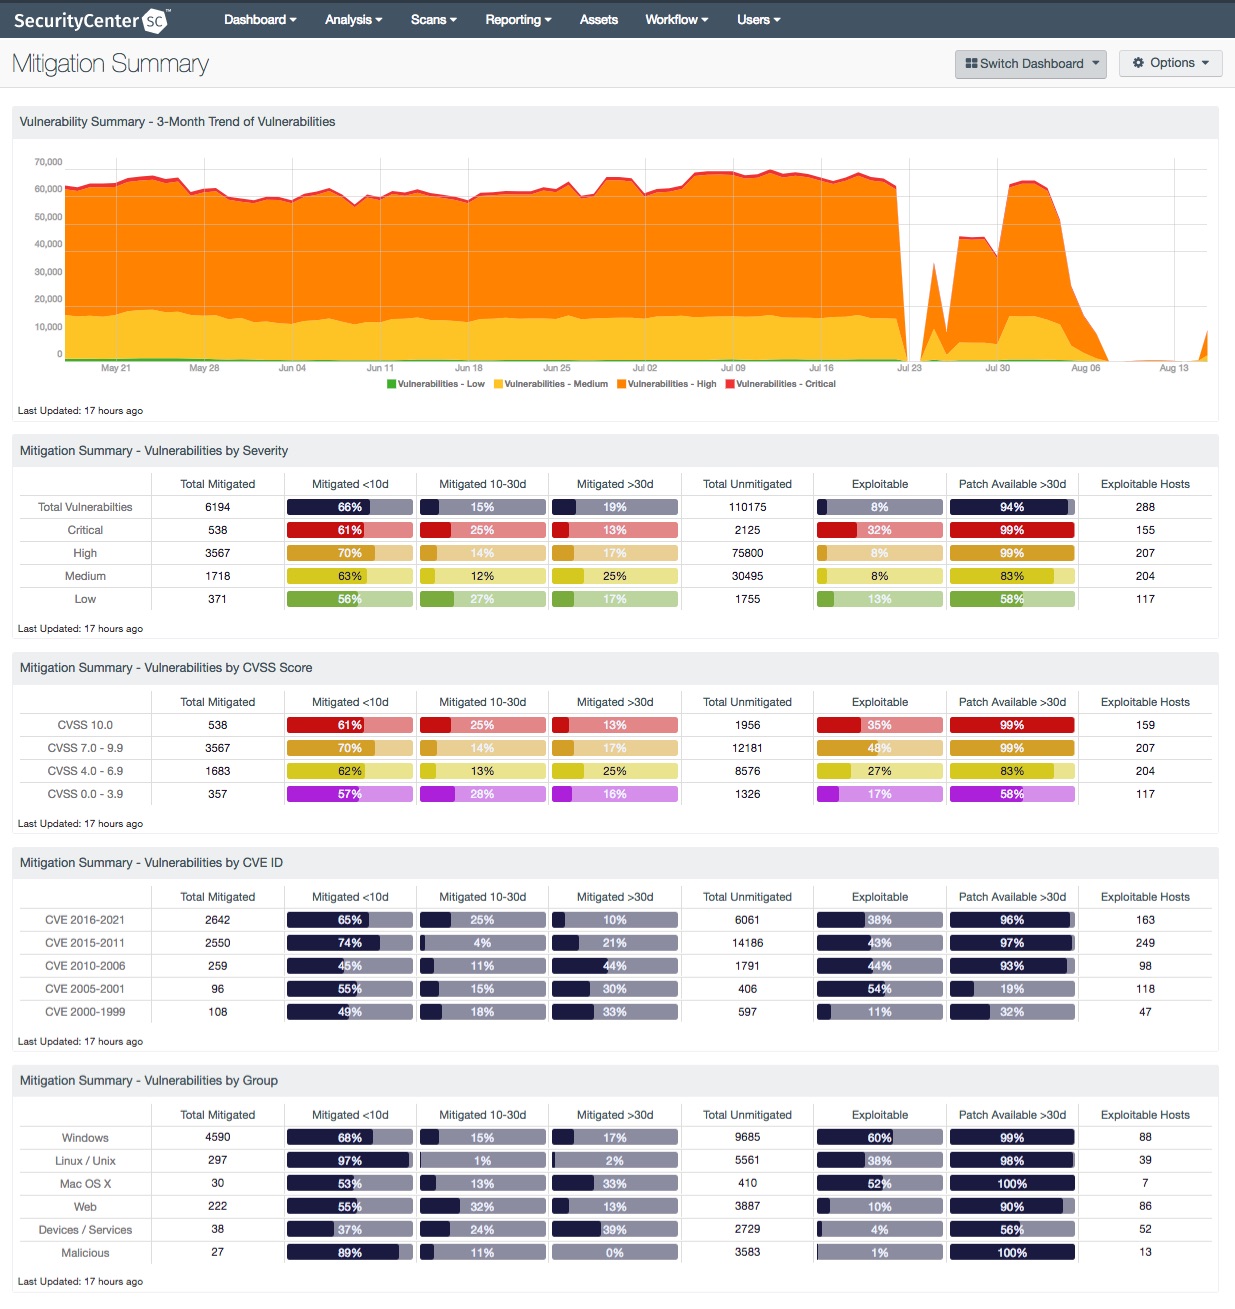 SecurityCenter SC™ Dashboard Analysis Scans Reporting Assets Workflow Users
Mitigation Summary Switch Dashboard Options
Vulnerability Summary - 3-Month Trend of Vulnerabilities
70,000
60,000
50,000
40,000
30,000
20,000
10,000
0
May 21 May 28 Jun 04 Jun 11 Jun 18 Jun 25 Jul 02 Jul 09 Jul 16 Jul 23 Jul 30 Aug 06 Aug 13
Vulnerabilities - Low Vulnerabilities - Medium Vulnerabilities - High Vulnerabilities - Critical
Last Updated: 17 hours ago
Mitigation Summary - Vulnerabilities by Severity
Total Mitigated Mitigated <10d Mitigated 10-30d Mitigated >30d Total Unmitigated Exploitable Patch Available >30d Exploitable Hosts
Total Vulnerabilties 6194 66% 15% 19% 110175 8% 94% 288
Critical 538 61% 25% 13% 2125 32% 99% 155
High 3567 70% 14% 17% 75800 8% 99% 207
Medium 1718 63% 12% 25% 30495 8% 83% 204
Low 371 56% 27% 17% 1755 13% 58% 117
Last Updated: 17 hours ago
Mitigation Summary - Vulnerabilities by CVSS Score
Total Mitigated Mitigated <10d Mitigated 10-30d Mitigated >30d Total Unmitigated Exploitable Patch Available >30d Exploitable Hosts
CVSS 10.0 538 61% 25% 13% 1956 35% 99% 159
CVSS 7.0 - 9.9 3567 70% 14% 17% 12181 48% 99% 207
CVSS 4.0 - 6.9 1683 62% 13% 25% 8576 27% 83% 204
CVSS 0.0 - 3.9 357 57% 28% 16% 1326 17% 58% 117
Last Updated: 17 hours ago
Mitigation Summary - Vulnerabilities by CVE ID
Total Mitigated Mitigated <10d Mitigated 10-30d Mitigated >30d Total Unmitigated Exploitable Patch Available >30d Exploitable Hosts
CVE 2016-2021 2642 65% 25% 10% 6061 38% 96% 163
CVE 2015-2011 2550 74% 4% 21% 14186 43% 97% 249
CVE 2010-2006 259 45% 11% 44% 1791 44% 93% 98
CVE 2005-2001 96 55% 15% 30% 406 54% 19% 118
CVE 2000-1999 108 49% 18% 33% 597 11% 32% 47
Last Updated: 17 hours ago
Mitigation Summary - Vulnerabilities by Group
Total Mitigated Mitigated <10d Mitigated 10-30d Mitigated >30d Total Unmitigated Exploitable Patch Available >30d Exploitable Hosts
Windows 4590 68% 15% 17% 9685 60% 99% 88
Linux / Unix 297 97% 1% 2% 5561 38% 98% 39
Mac OS X 30 53% 13% 33% 410 52% 100% 7
Web 222 55% 32% 13% 3887 10% 90% 86
Devices / Services 38 37% 24% 39% 2729 4% 56% 52
Malicious 27 89% 11% 0% 3583 1% 100% 13
Last Updated: 17 hours ago